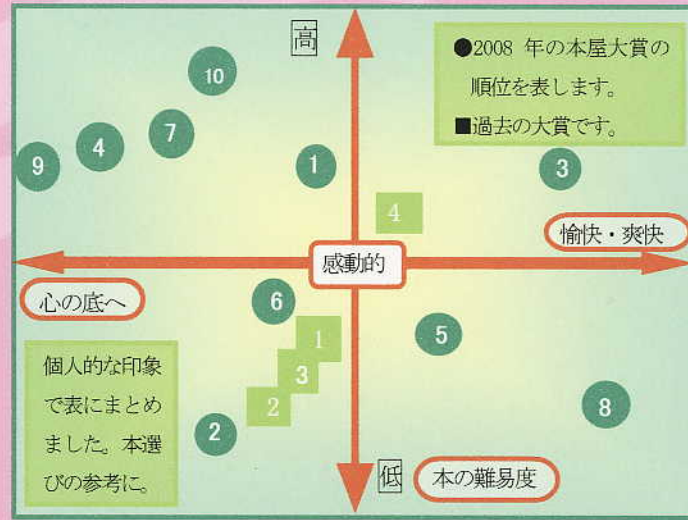 高
●2008 年の本屋大賞の
順位を表します。
■過去の大賞です。
10
7
4
9
1
3
4
愉快・爽快
感動的
心の底へ
6
1
5
3
2
8
2
個人的な印象
で表にまとめ
ました。本選
びの参考に。
低
本の難易度